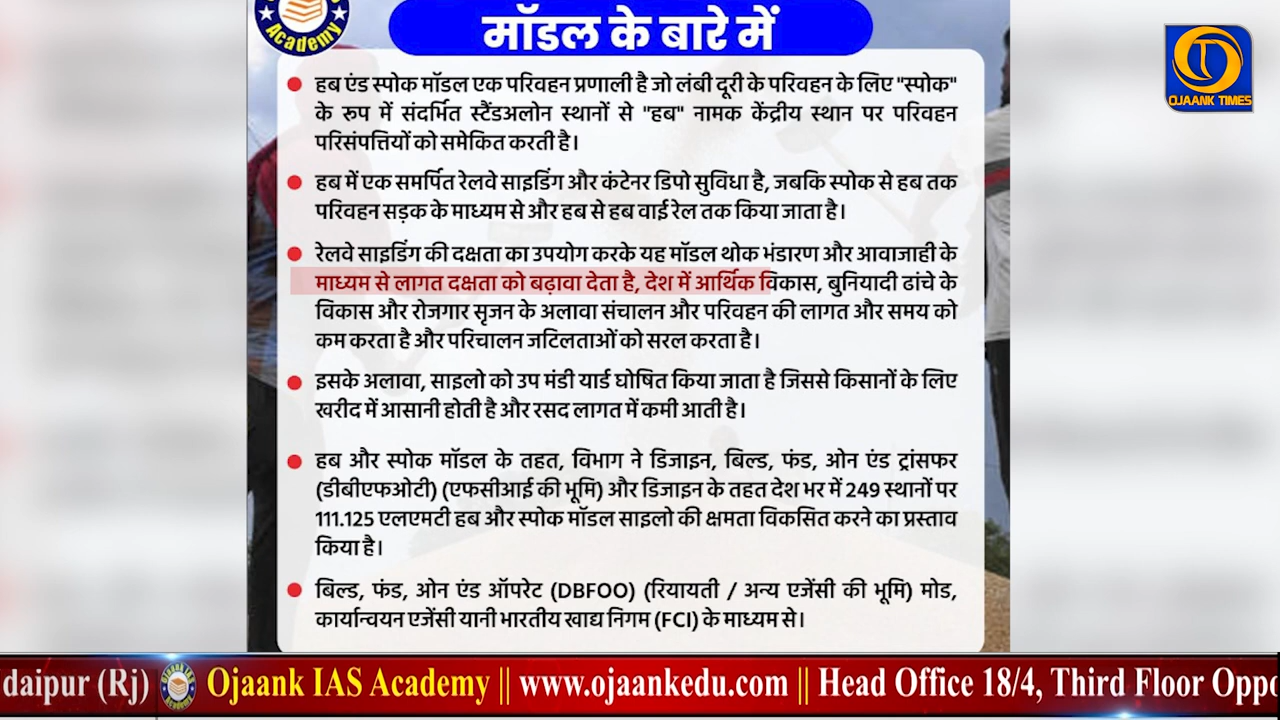 Academy
मॉडल के बारे में
OJAANK TIMES
हब एंड स्पोक मॉडल एक परिवहन प्रणाली है जो लंबी दूरी के परिवहन के लिए "स्पोक"
के रूप में संदर्भित स्टैंडअलोन स्थानों से "हब" नामक केंद्रीय स्थान पर परिवहन
परिसंपत्तियों को समेकित करती है।
हब में एक समर्पित रेलवे साइडिंग और कंटेनर डिपो सुविधा है, जबकि स्पोक से हब तक
परिवहन सड़क के माध्यम से और हब से हब वाई रेल तक किया जाता है।
रेलवे साइडिंग की दक्षता का उपयोग करके यह मॉडल थोक भंडारण और आवाजाही के
माध्यम से लागत दक्षता को बढ़ावा देता है, देश में आर्थिक विकास, बुनियादी ढांचे के
विकास और रोजगार सृजन के अलावा संचालन और परिवहन की लागत और समय को
कम करता है और परिचालन जटिलताओं को सरल करता है।
इसके अलावा, साइलो को उप मंडी यार्ड घोषित किया जाता है जिससे किसानों के लिए
खरीद में आसानी होती है और रसद लागत में कमी आती है।
हब और स्पोक मॉडल के तहत, विभाग ने डिजाइन, बिल्ड, फंड, ओन एंड ट्रांसफर
(डीबीएफओटी) (एफसीआई की भूमि) और डिजाइन के तहत देश भर में 249 स्थानों पर
111.125 एलएमटी हब और स्पोक मॉडल साइलो की क्षमता विकसित करने का प्रस्ताव
किया है।
बिल्ड, फंड, ओन एंड ऑपरेट (DBFOO) (रियायती / अन्य एजेंसी की भूमि) मोड,
कार्यान्वयन एजेंसी यानी भारतीय खाद्य निगम (FCI) के माध्यम से।
daipur (Rj) Ojaank IAS Academy || www.ojaankedu.com || Head Office 18/4, Third Floor Oppo